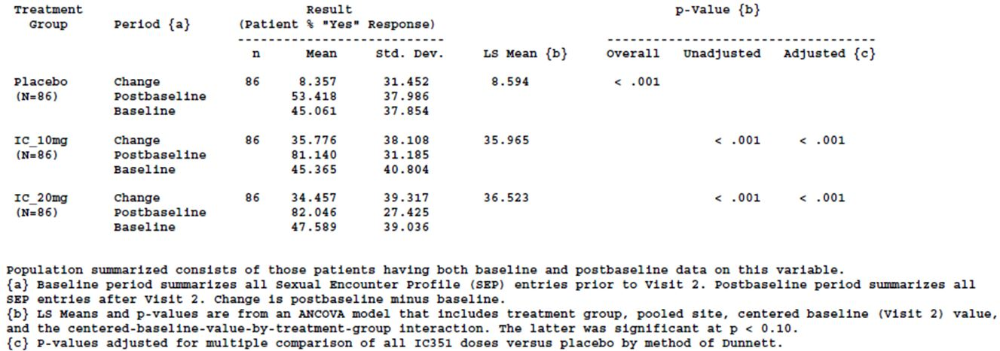 Treatment Result p-Value {b}
Group Period {a} (Patient % "Yes" Response)
n Mean Std. Dev. LS Mean {b} Overall Unadjusted Adjusted {c}
Placebo Change 86 8.357 31.452 8.594 < .001
(N=86) Postbaseline 53.418 37.986
Baseline 45.061 37.854
IC_10mg Change 86 35.776 38.108 35.965 < .001 < .001
(N=86) Postbaseline 81.140 31.185
Baseline 45.365 40.804
IC_20mg Change 86 34.457 39.317 36.523 < .001 < .001
(N=86) Postbaseline 82.046 27.425
Baseline 47.589 39.036
Population summarized consists of those patients having both baseline and postbaseline data on this variable.
{a} Baseline period summarizes all Sexual Encounter Profile (SEP) entries prior to Visit 2. Postbaseline period summarizes all
SEP entries after Visit 2. Change is postbaseline minus baseline.
{b} LS Means and p-values are from an ANCOVA model that includes treatment group, pooled site, centered baseline (Visit 2) value,
and the centered-baseline-value-by-treatment-group interaction. The latter was significant at p < 0.10.
{c} P-values adjusted for multiple comparison of all IC351 doses versus placebo by method of Dunnett.